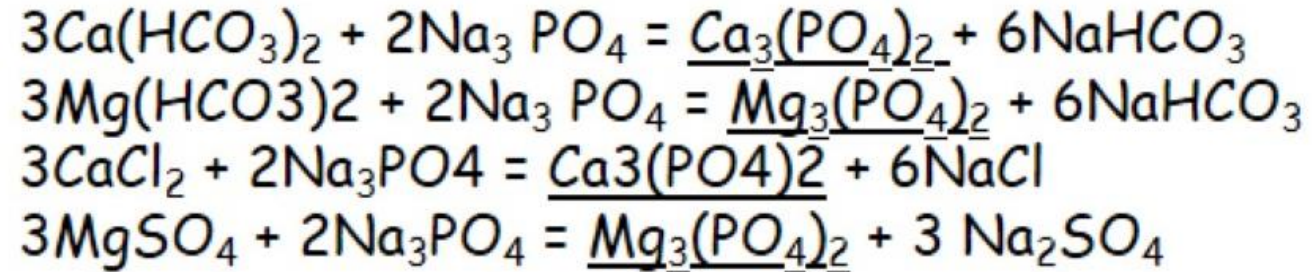 3Ca(HCO₃)₂ + 2Na₃ PO₄ = Ca₃(PO₄)₂ + 6NaHCO₃
3Mg(HCO3)2 + 2Na₃ PO₄ = Mg₃(PO₄)₂ + 6NaHCO₃
3CaCl₂ + 2Na₃PO4 = Ca3(PO4)2 + 6NaCl
3MgSO₄ + 2Na₃PO₄ = Mg₃(PO₄)₂ + 3 Na₂SO₄